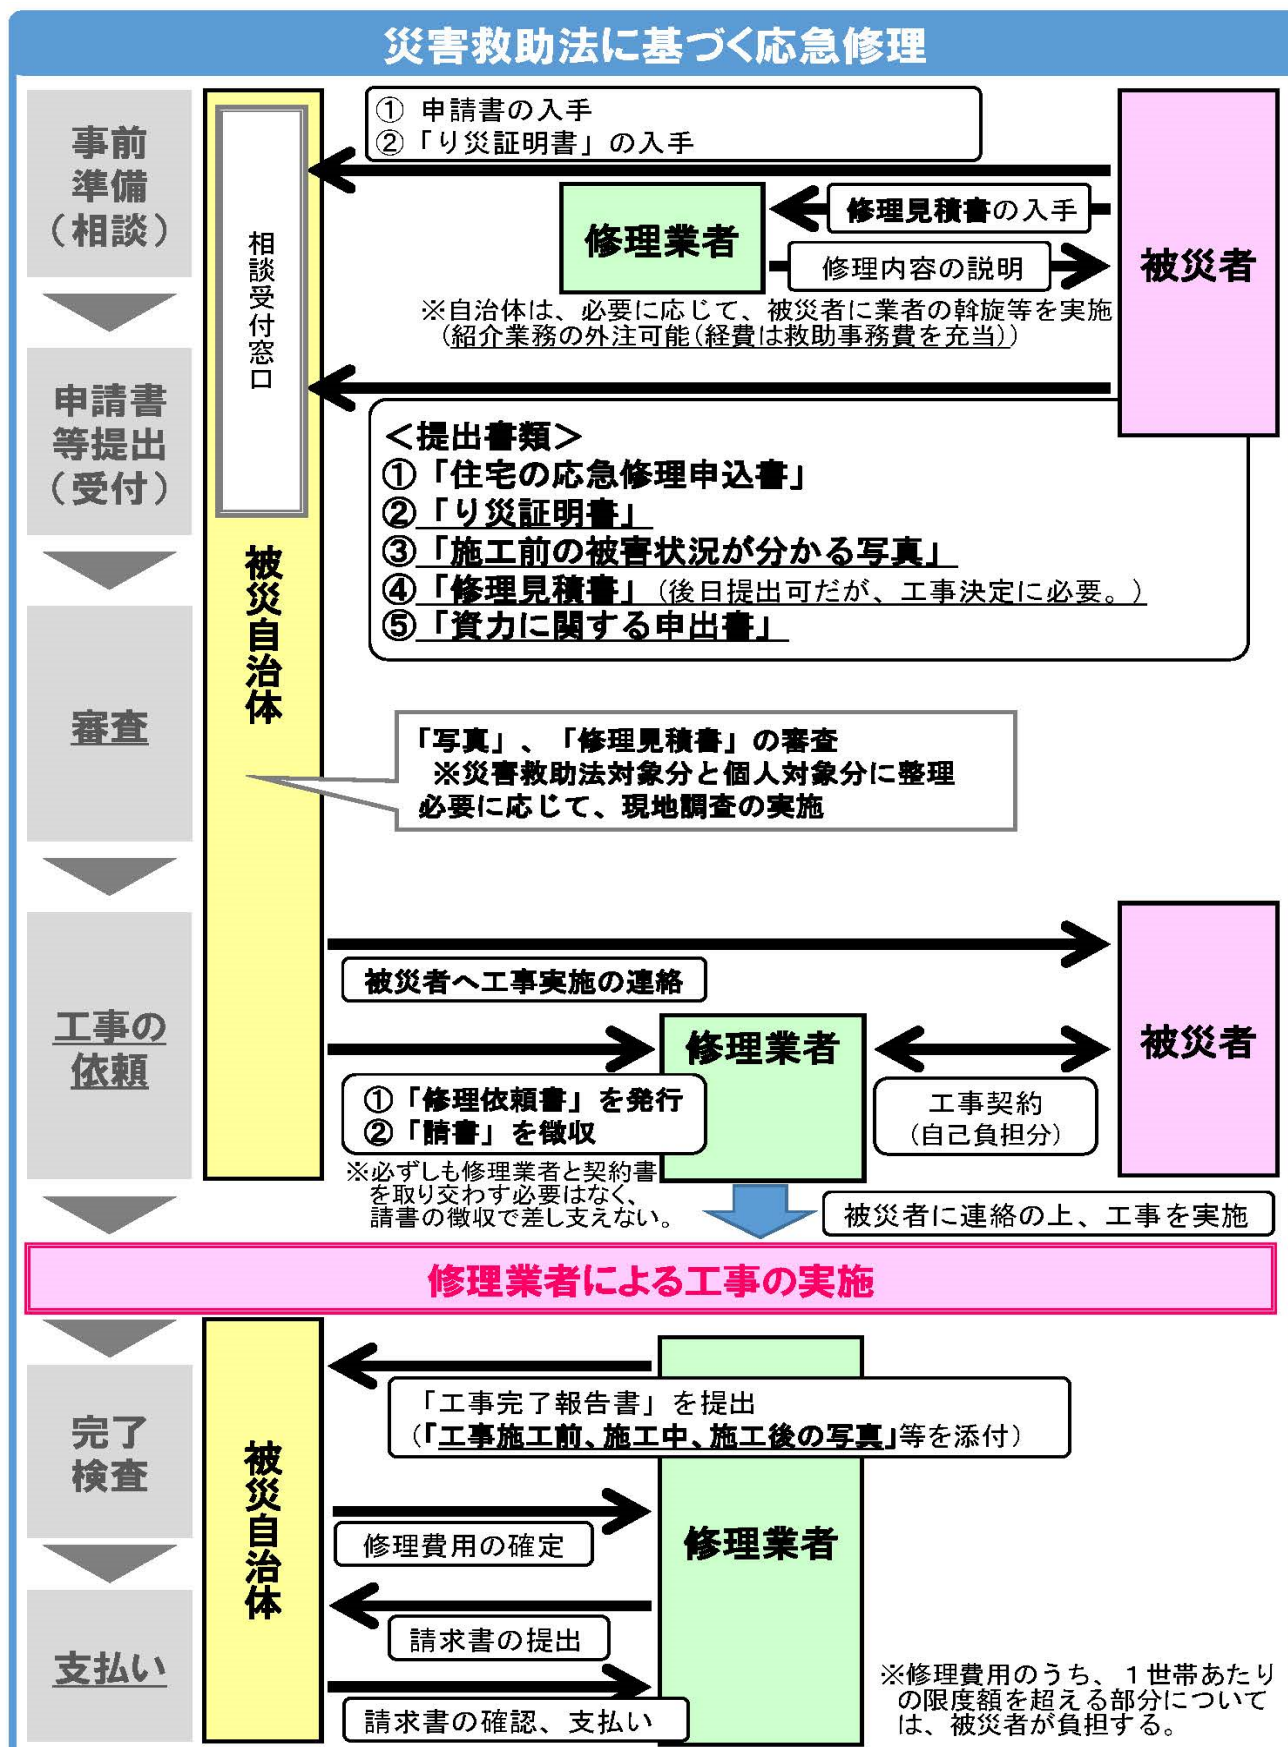 災害救助法に基づく応急修理
事前
準備
（相談）
相談受付窓口
① 申請書の入手
② 「り災証明書」の入手
修理業者
修理見積書の入手
修理内容の説明
被災者
※自治体は、必要に応じて、被災者に業者の斡旋等を実施
（紹介業務の外注可能（経費は救助事務費を充当））
申請書
等提出
（受付）
＜提出書類＞
①「住宅の応急修理申込書」
②「り災証明書」
③「施工前の被害状況が分かる写真」
④「修理見積書」（後日提出可だが、工事決定に必要。）
⑤「資力に関する申出書」
被災自治体
審査
「写真」、「修理見積書」の審査
※災害救助法対象分と個人対象分に整理
必要に応じて、現地調査の実施
工事の
依頼
被災者へ工事実施の連絡
修理業者
被災者
①「修理依頼書」を発行
②「請書」を徴収
工事契約
（自己負担分）
※必ずしも修理業者と契約書
を取り交わす必要はなく、
請書の徴収で差し支えない。
被災者に連絡の上、工事を実施
修理業者による工事の実施
完了
検査
被災自治体
「工事完了報告書」を提出
（「工事施工前、施工中、施工後の写真」等を添付）
修理費用の確定
修理業者
請求書の提出
支払い
請求書の確認、支払い
※修理費用のうち、１世帯あたり
の限度額を超える部分について
は、被災者が負担する。